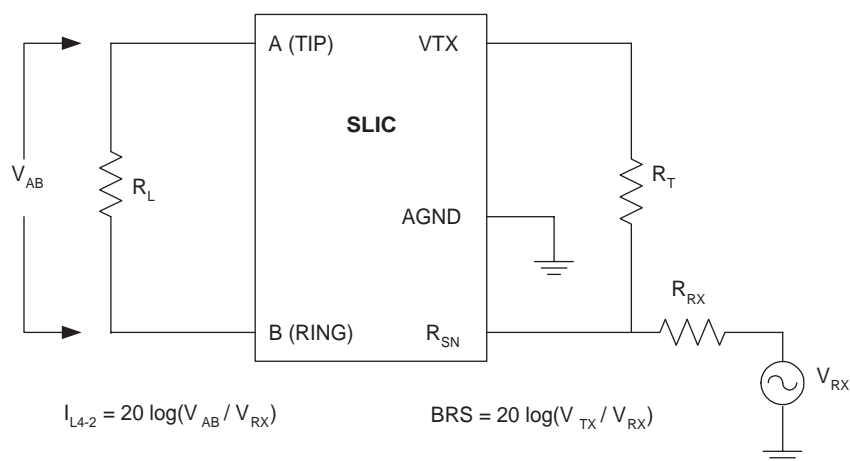 A (TIP) VTX
SLIC
V_AB R_L R_T
AGND
R_RX
B (RING) R_SN
V_RX
I_L4-2 = 20 log(V_AB / V_RX) BRS = 20 log(V_TX / V_RX)